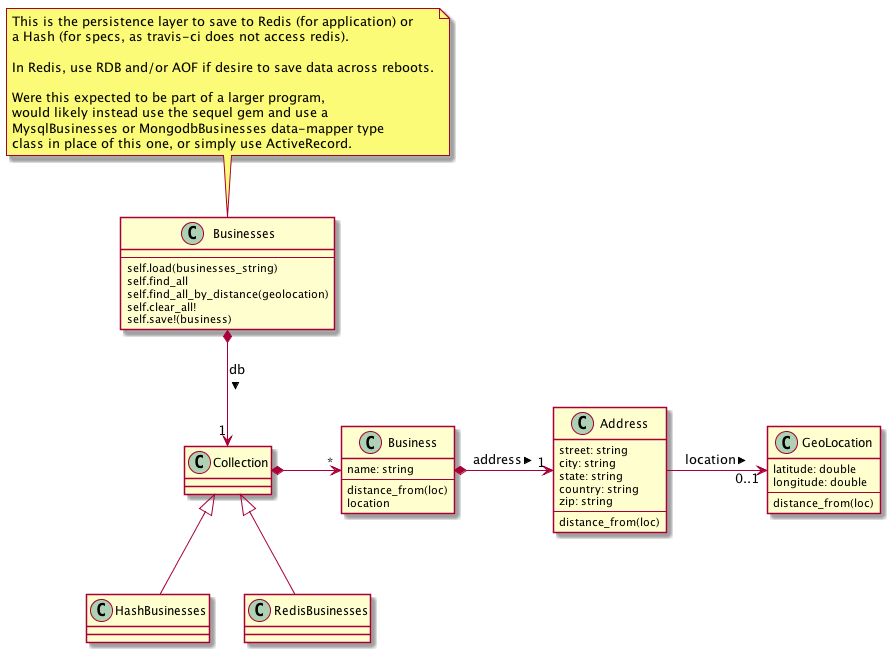 This is the persistence layer to save to Redis (for application) or
a Hash (for specs, as travis-ci does not access redis).
In Redis, use RDB and/or AOF if desire to save data across reboots.
Were this expected to be part of a larger program,
would likely instead use the sequel gem and use a
MysqlBusinesses or MongodbBusinesses data-mapper type
class in place of this one, or simply use ActiveRecord.
C Businesses
self.load(businesses_string)
self.find_all
self.find_all_by_distance(geolocation)
self.clear_all!
self.save!(business)
db
1
C Collection
*
C Business
name: string
distance_from(loc)
location
address
1
C Address
street: string
city: string
state: string
country: string
zip: string
distance_from(loc)
location
0..1
C GeoLocation
latitude: double
longitude: double
distance_from(loc)
C HashBusinesses
C RedisBusinesses